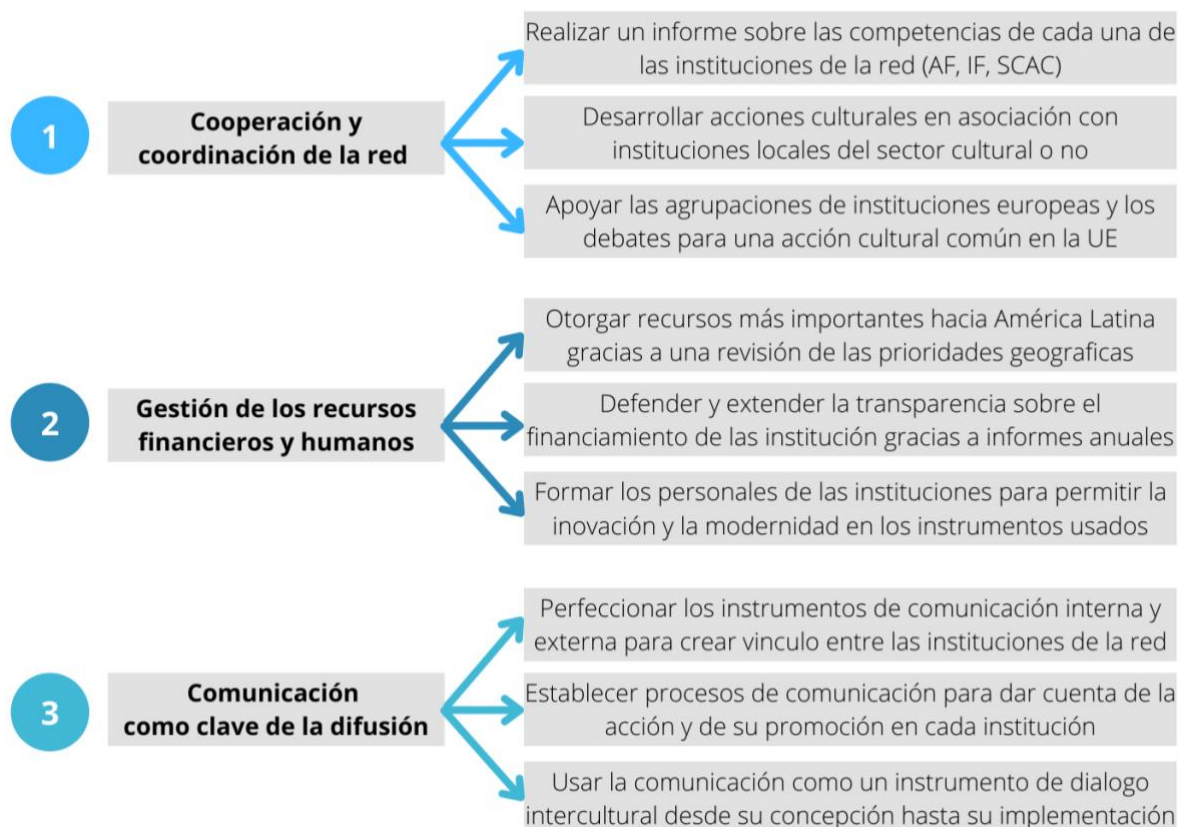 1
Cooperación y
coordinación de la red
Realizar un informe sobre las competencias de cada una de
las instituciones de la red (AF, IF, SCAC)
Desarrollar acciones culturales en asociación con
instituciones locales del sector cultural o no
Apoyar las agrupaciones de instituciones europeas y los
debates para una acción cultural común en la UE
2
Gestión de los recursos
financieros y humanos
Otorgar recursos más importantes hacia América Latina
gracias a una revisión de las prioridades geograficas
Defender y extender la transparencia sobre el
financiamiento de las institución gracias a informes anuales
Formar los personales de las instituciones para permitir la
inovación y la modernidad en los instrumentos usados
3
Comunicación
como clave de la difusión
Perfeccionar los instrumentos de comunicación interna y
externa para crear vinculo entre las instituciones de la red
Establecer procesos de comunicación para dar cuenta de la
acción y de su promoción en cada institución
Usar la comunicación como un instrumento de dialogo
intercultural desde su concepción hasta su implementación